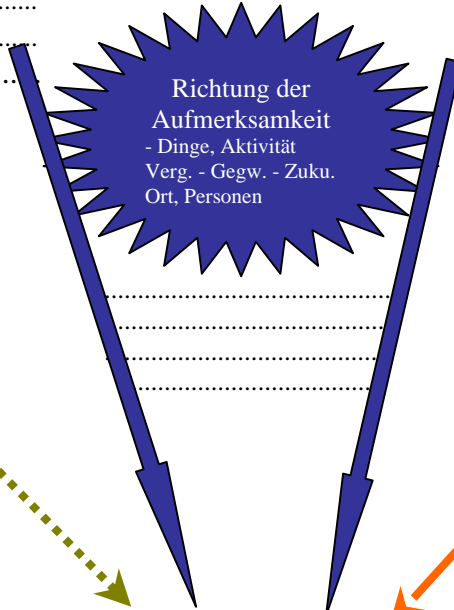 Richtung der
Aufmerksamkeit
- Dinge, Aktivität
Verg. - Gegw. - Zuku.
Ort, Personen